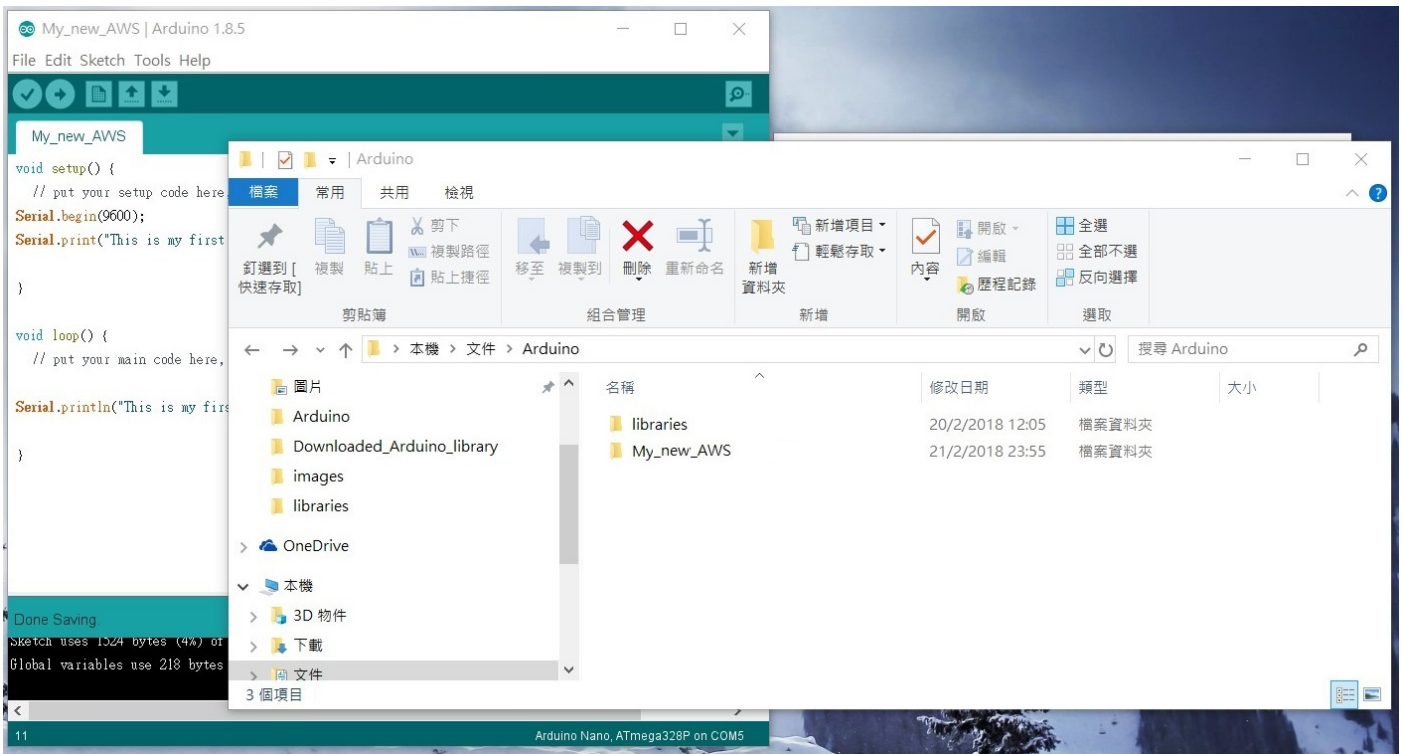 My_new_AWS | Arduino 1.8.5
File Edit Sketch Tools Help
My_new_AWS
void setup() {
// put your setup code here,
Serial.begin(9600);
Serial.print("This is my first
}
void loop() {
// put your main code here,
Serial.println("This is my firs
}
Done Saving.
Sketch uses 1524 bytes (4%) of
Global variables use 218 bytes
11
Arduino Nano, ATmega328P on COM5
Arduino
檔案 常用 共用 檢視
釘選到 [快速存取]
複製
貼上
剪下
複製路徑
貼上捷徑
剪貼簿
移至
複製到
刪除
重新命名
組合管理
新增資料夾
新增項目
輕鬆存取
新增
內容
開啟
編輯
歷程記錄
開啟
全選
全部不選
反向選擇
選取
本機 > 文件 > Arduino
搜尋 Arduino
圖片
Arduino
Downloaded_Arduino_library
images
libraries
OneDrive
本機
3D 物件
下載
文件
名稱 修改日期 類型 大小
libraries 20/2/2018 12:05 檔案資料夾
My_new_AWS 21/2/2018 23:55 檔案資料夾
3 個項目